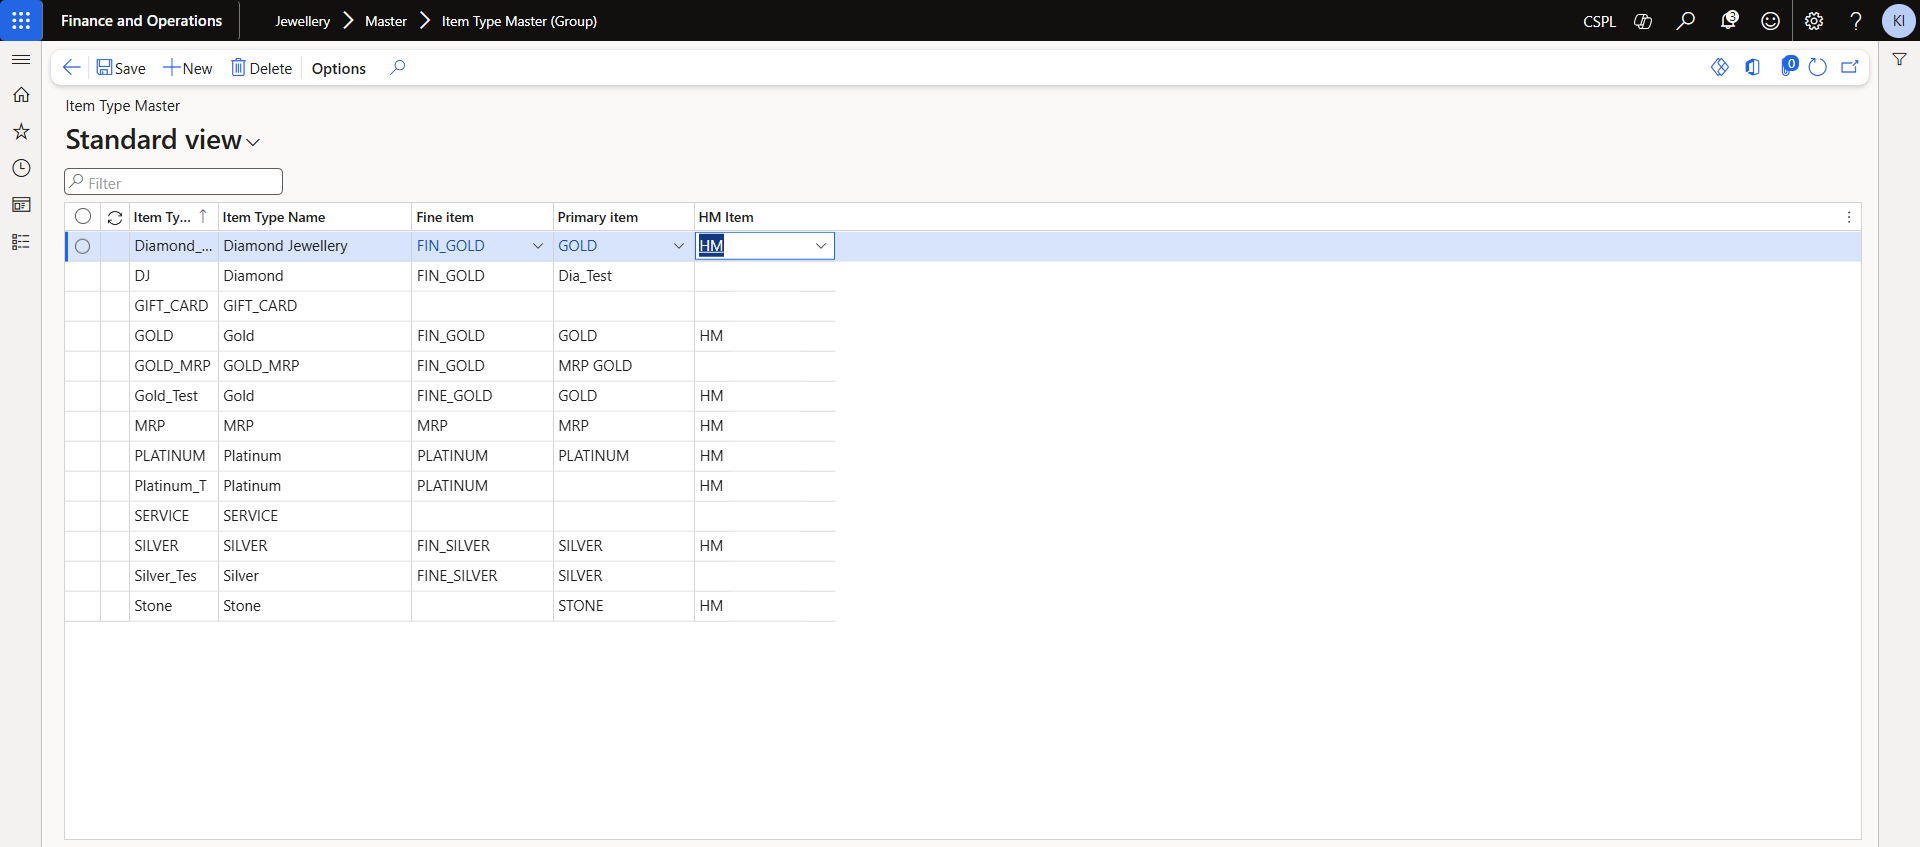 Finance and Operations Jewellery Master Item Type Master (Group) CSPL 3 KI
Save New Delete Options 0
Item Type Master
Standard view
Filter
Item Ty... Item Type Name Fine item Primary item HM Item
Diamond_... Diamond Jewellery FIN_GOLD GOLD HM
DJ Diamond FIN_GOLD Dia_Test
GIFT_CARD GIFT_CARD
GOLD Gold FIN_GOLD GOLD HM
GOLD_MRP GOLD_MRP FIN_GOLD MRP GOLD
Gold_Test Gold FINE_GOLD GOLD HM
MRP MRP MRP MRP HM
PLATINUM Platinum PLATINUM PLATINUM HM
Platinum_T Platinum PLATINUM HM
SERVICE SERVICE
SILVER SILVER FIN_SILVER SILVER HM
Silver_Tes Silver FINE_SILVER SILVER
Stone Stone STONE HM